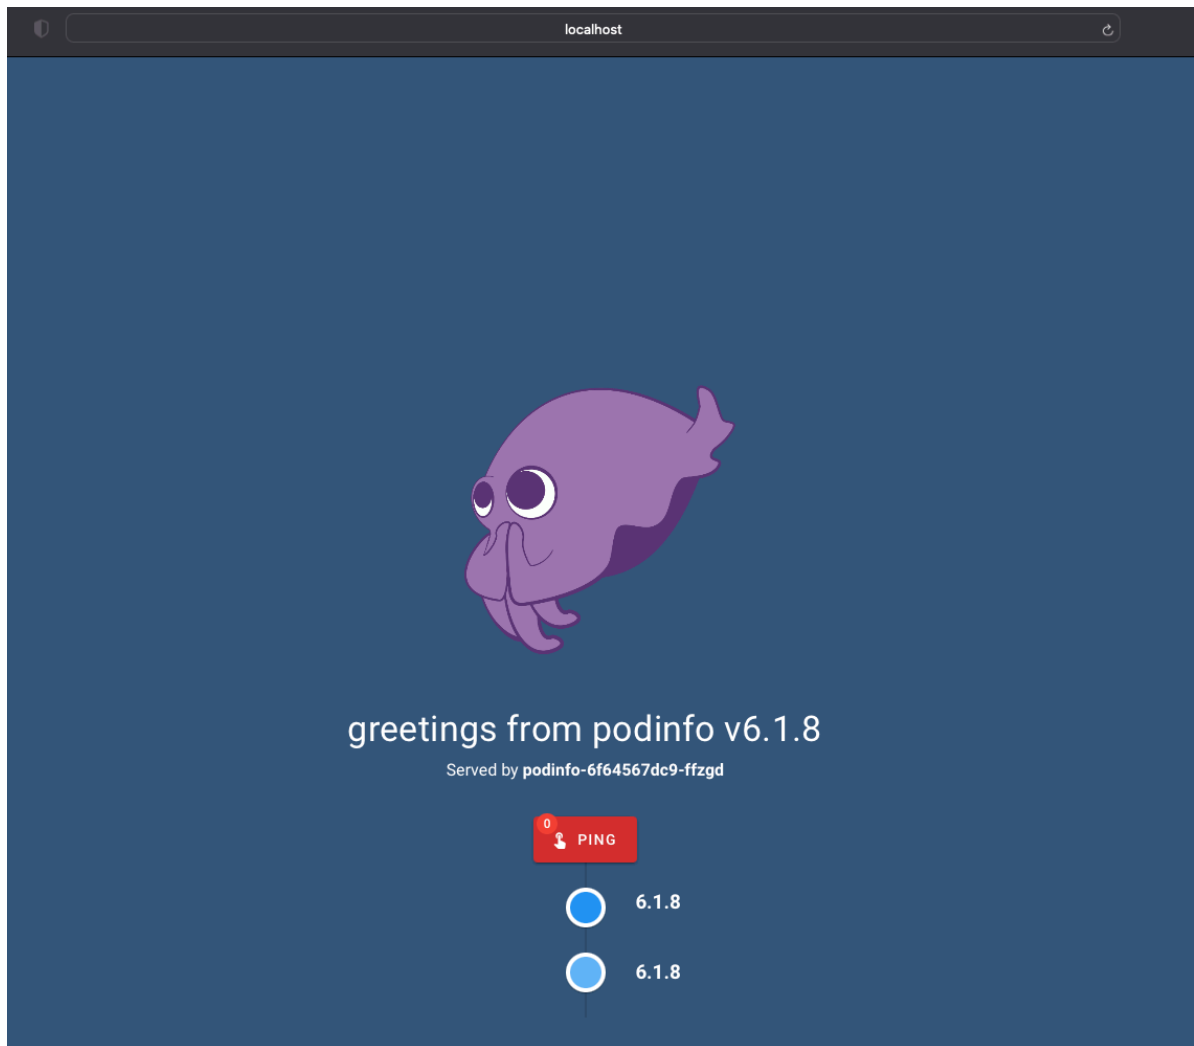 localhost
greetings from podinfo v6.1.8
Served by podinfo-6f64567dc9-ffzgd
0
PING
6.1.8
6.1.8